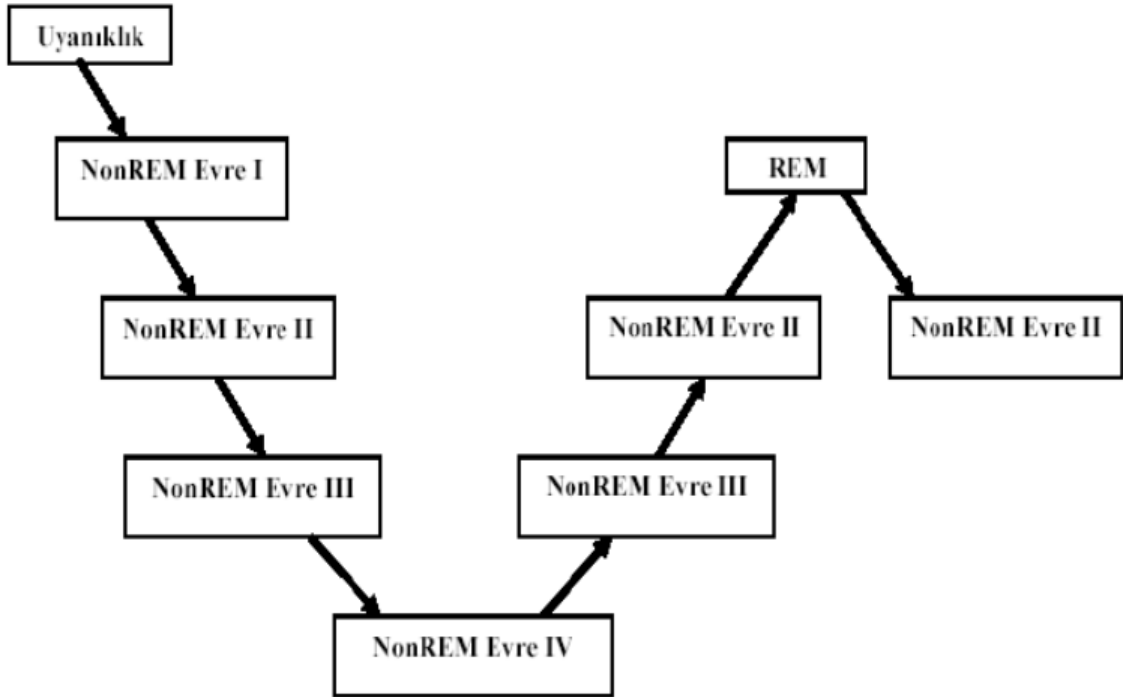 Uyanıklık
NonREM Evre I
NonREM Evre II
NonREM Evre III
NonREM Evre IV
NonREM Evre III
NonREM Evre II
REM
NonREM Evre II